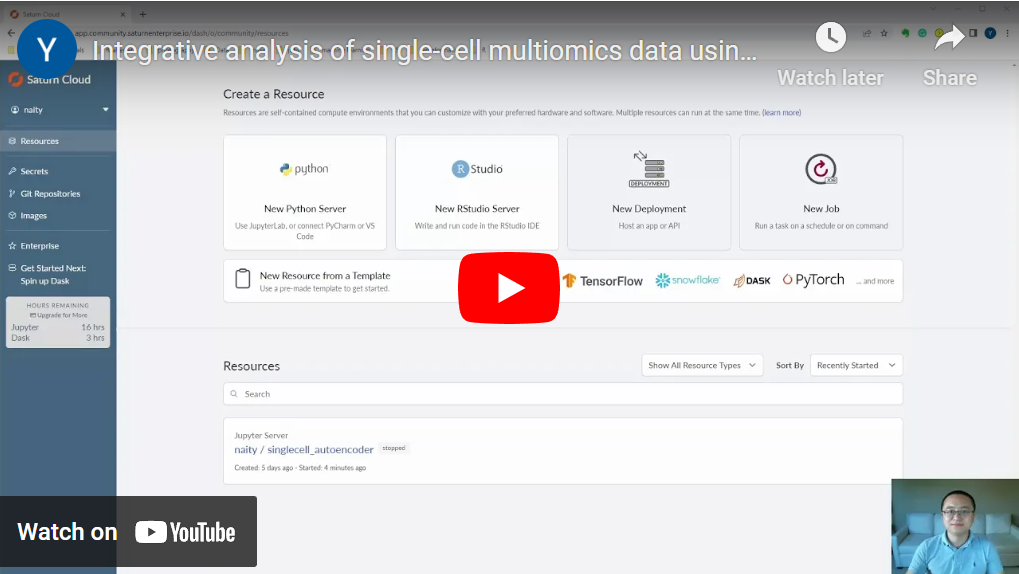 Saturn Cloud
app.community.saturnenterprise.io/dash/o/community/resources
Y
Integrative analysis of single-cell multiomics data usin...
Watch later
Share
Saturn Cloud
naity
Resources
Secrets
Git Repositories
Images
Enterprise
Get Started Next:
Spin up Dask
HOURS REMAINING
Upgrade for More
Jupyter 16 hrs
Dask 3 hrs
Create a Resource
Resources are self-contained compute environments that you can customize with your preferred hardware and software. Multiple resources can run at the same time. (learn more)
python
New Python Server
Use JupyterLab, or connect PyCharm or VS
Code
R Studio
New RStudio Server
Write and run code in the RStudio IDE
DEPLOYMENT
New Deployment
Host an app or API
JOB
New Job
Run a task on a schedule or on command
New Resource from a Template
Use a pre-made template to get started.
TensorFlow
snowflake
DASK
PyTorch
... and more
Resources
Show All Resource Types
Sort By
Recently Started
Search
Jupyter Server
naity / singlecell_autoencoder stopped
Created: 5 days ago - Started: 4 minutes ago
Watch on YouTube